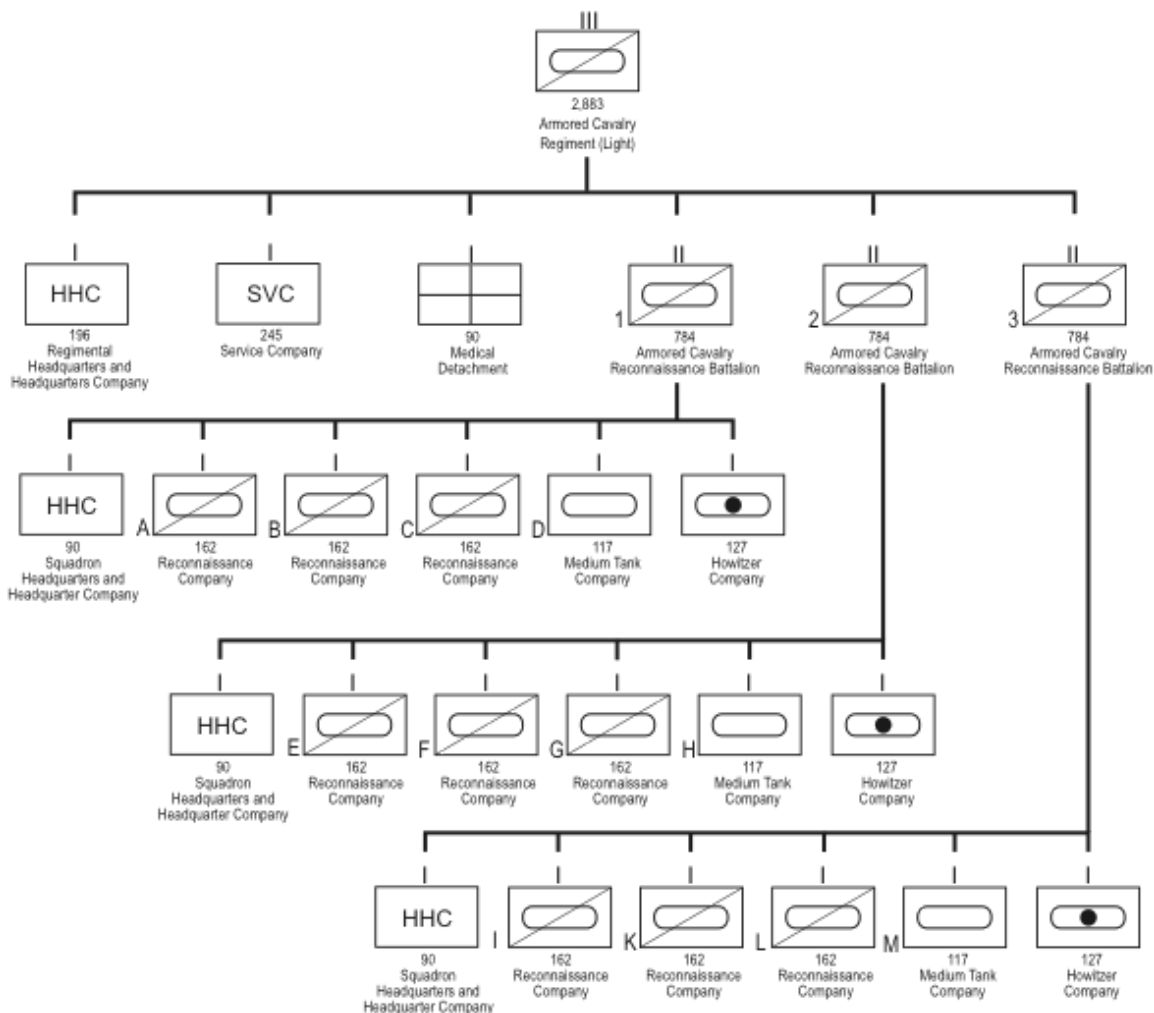 2,883
Armored Cavalry
Regiment (Light)
HHC
196
Regimental
Headquarters and
Headquarters Company
SVC
245
Service Company
90
Medical
Detachment
1
784
Armored Cavalry
Reconnaissance Battalion
2
784
Armored Cavalry
Reconnaissance Battalion
3
784
Armored Cavalry
Reconnaissance Battalion
HHC
90
Squadron
Headquarters and
Headquarter Company
A
162
Reconnaissance
Company
B
162
Reconnaissance
Company
C
162
Reconnaissance
Company
D
117
Medium Tank
Company
127
Howitzer
Company
HHC
90
Squadron
Headquarters and
Headquarter Company
E
162
Reconnaissance
Company
F
162
Reconnaissance
Company
G
162
Reconnaissance
Company
H
117
Medium Tank
Company
127
Howitzer
Company
HHC
90
Squadron
Headquarters and
Headquarter Company
I
162
Reconnaissance
Company
K
162
Reconnaissance
Company
L
162
Reconnaissance
Company
M
117
Medium Tank
Company
127
Howitzer
Company